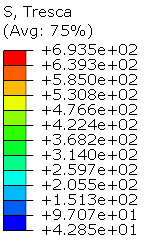 S, Tresca
(Avg: 75%)
+6.935e+02
+6.393e+02
+5.850e+02
+5.308e+02
+4.766e+02
+4.224e+02
+3.682e+02
+3.140e+02
+2.597e+02
+2.055e+02
+1.513e+02
+9.707e+01
+4.285e+01